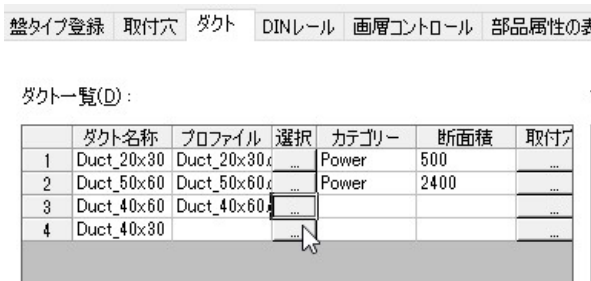 盤タイプ登録 取付穴 ダクト DINレール 画層コントロール 部品属性の表
ダクト一覧(D):
ダクト名称 プロファイル 選択 カテゴリー 断面積 取付穴
1 Duct_20x30 Duct_20x30.d ... Power 500 ...
2 Duct_50x60 Duct_50x60.d ... Power 2400 ...
3 Duct_40x60 Duct_40x60. ... ...
4 Duct_40x30 ... ...